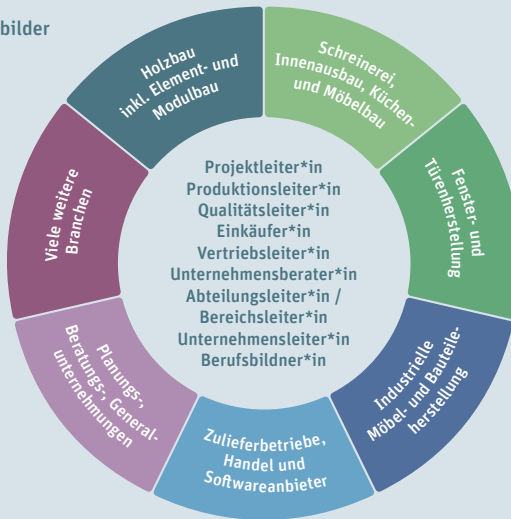 bilder
Holzbau
inkl. Element- und
Modulbau
Schreinerei,
Innenausbau, Küchen-
und Möbelbau
Fenster- und
Türenherstellung
Industrielle
Möbel- und Bauteile-
herstellung
Zulieferbetriebe,
Handel und
Softwareanbieter
Planungs-,
Beratungs-, General-
unternehmungen
Viele weitere
Branchen
Projektleiter*in
Produktionsleiter*in
Qualitätsleiter*in
Einkäufer*in
Vertriebsleiter*in
Unternehmensberater*in
Abteilungsleiter*in /
Bereichsleiter*in
Unternehmensleiter*in
Berufsbildner*in